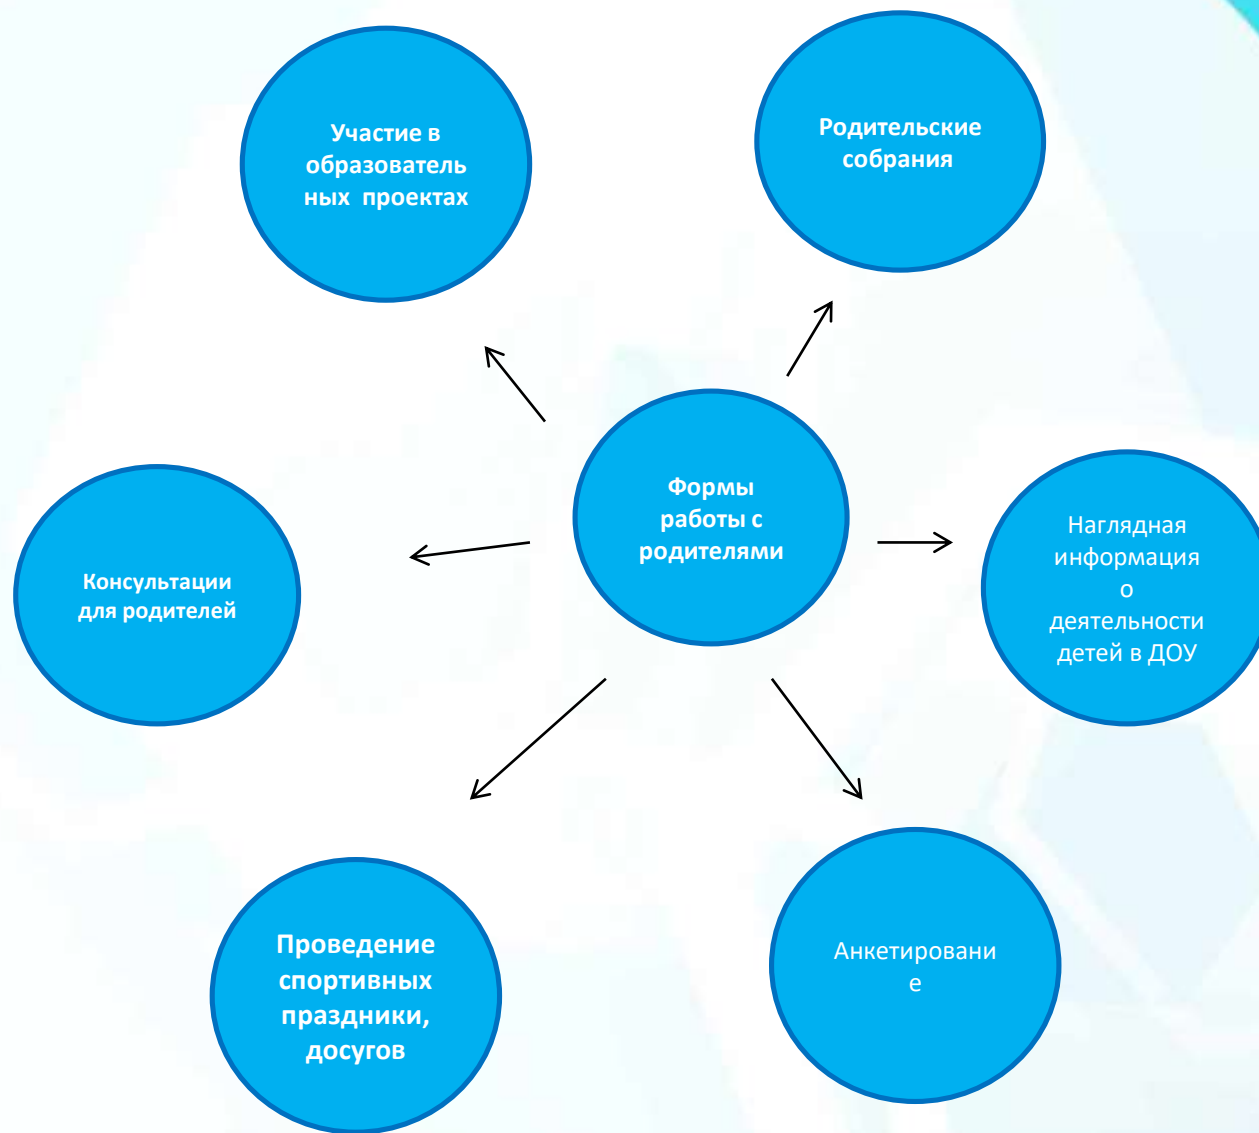 Участие в
образователь
ных проектах
Родительские
собрания
Формы
работы с
родителями
Наглядная
информация
о
деятельности
детей в ДОУ
Консультации
для родителей
Проведение
спортивных
праздники,
досугов
Анкетировани
е